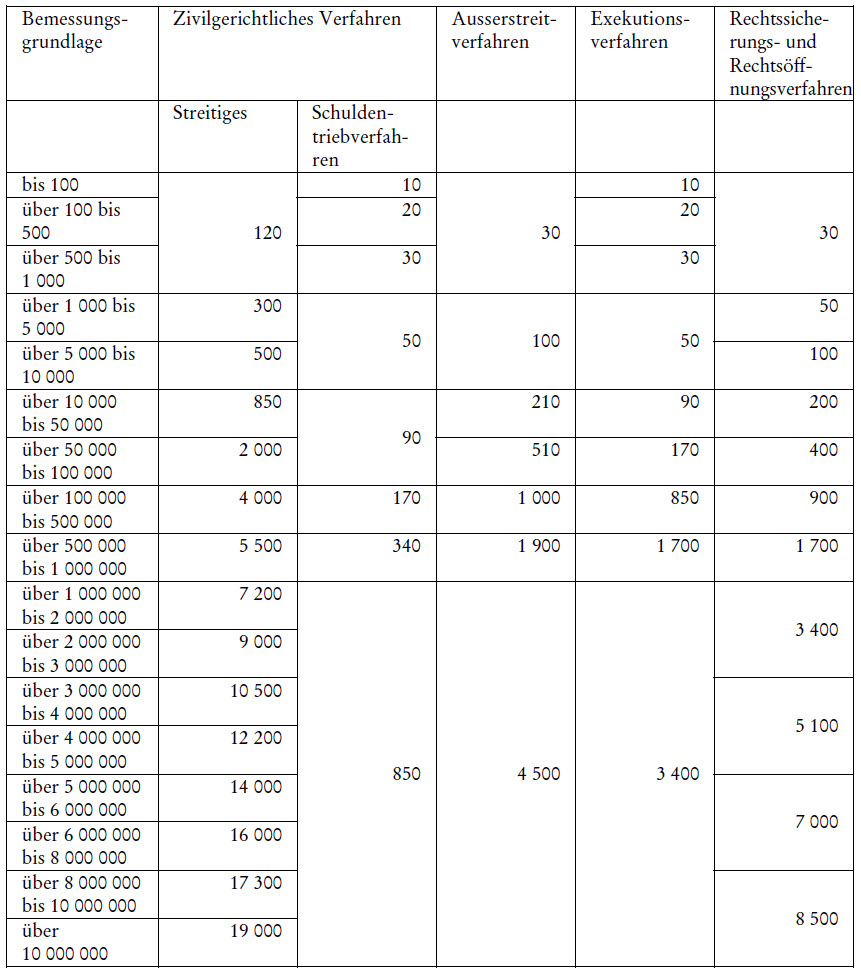 Bemessungs-
grundlage
Zivilgerichtliches Verfahren
Ausserstreit-
verfahren
Exekutions-
verfahren
Rechtssiche-
rungs- und
Rechtsöff-
nungsverfahren
Streitiges
Schulden-
triebverfah-
ren
bis 100
120
10
30
10
30
über 100 bis
500
20
20
über 500 bis
1 000
30
30
über 1 000 bis
5 000
300
50
100
50
50
über 5 000 bis
10 000
500
100
über 10 000
bis 50 000
850
90
210
90
200
über 50 000
bis 100 000
2 000
510
170
400
über 100 000
bis 500 000
4 000
170
1 000
850
900
über 500 000
bis 1 000 000
5 500
340
1 900
1 700
1 700
über 1 000 000
bis 2 000 000
7 200
850
4 500
3 400
3 400
über 2 000 000
bis 3 000 000
9 000
über 3 000 000
bis 4 000 000
10 500
5 100
über 4 000 000
bis 5 000 000
12 200
über 5 000 000
bis 6 000 000
14 000
7 000
über 6 000 000
bis 8 000 000
16 000
über 8 000 000
bis 10 000 000
17 300
8 500
über
10 000 000
19 000